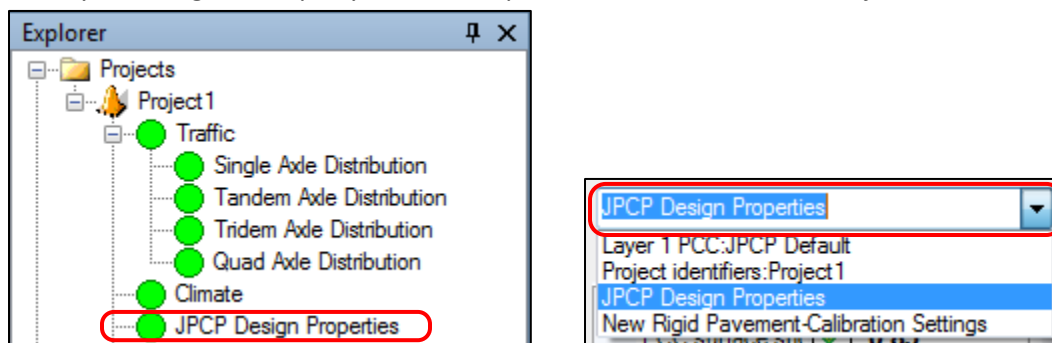 Explorer
Projects
Project1
Traffic
Single Axle Distribution
Tandem Axle Distribution
Tridem Axle Distribution
Quad Axle Distribution
Climate
JPCP Design Properties
JPCP Design Properties
Layer 1 PCC:JPCP Default
Project identifiers:Project1
JPCP Design Properties
New Rigid Pavement-Calibration Settings